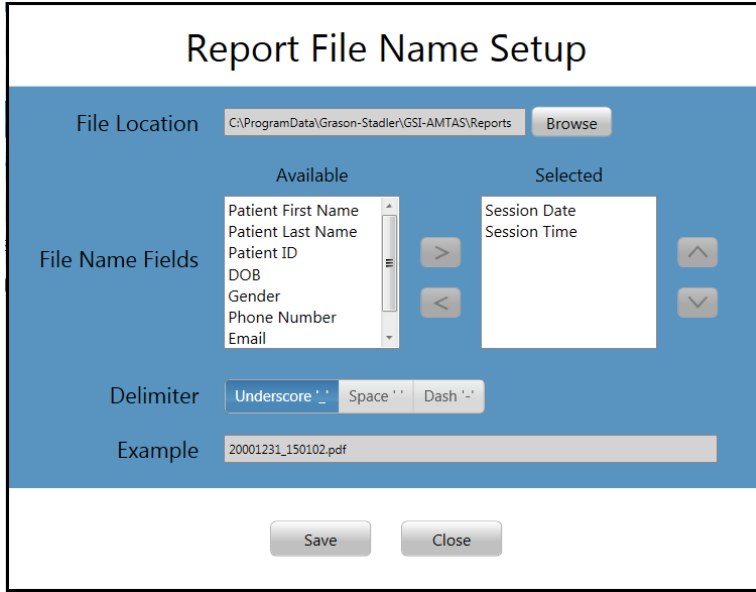 Report File Name Setup
File Location
C:\ProgramData\Grason-Stadler\GSI-AMTAS\Reports
Browse
Available
Selected
File Name Fields
Patient First Name
Patient Last Name
Patient ID
DOB
Gender
Phone Number
Email
>
<
Session Date
Session Time
Delimiter
Underscore '_'
Space ' '
Dash '-'
Example
20001231_150102.pdf
Save
Close